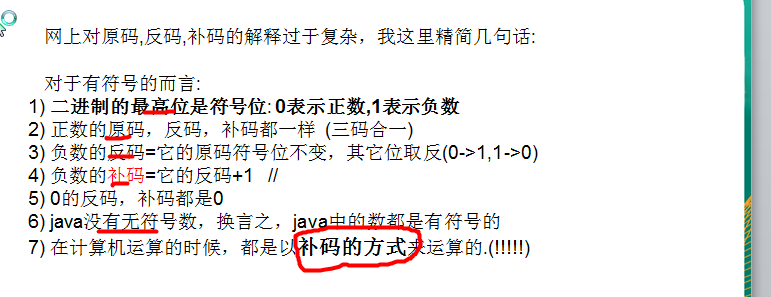 网上对原码,反码,补码的解释过于复杂，我这里精简几句话:
对于有符号的而言:
1) 二进制的最高位是符号位: 0表示正数,1表示负数
2) 正数的原码，反码，补码都一样 (三码合一)
3) 负数的反码=它的原码符号位不变，其它位取反(0->1,1->0)
4) 负数的补码=它的反码+1 //
5) 0的反码，补码都是0
6) java没有无符号数，换言之，java中的数都是有符号的
7) 在计算机运算的时候，都是以补码的方式来运算的.(!!!!!)